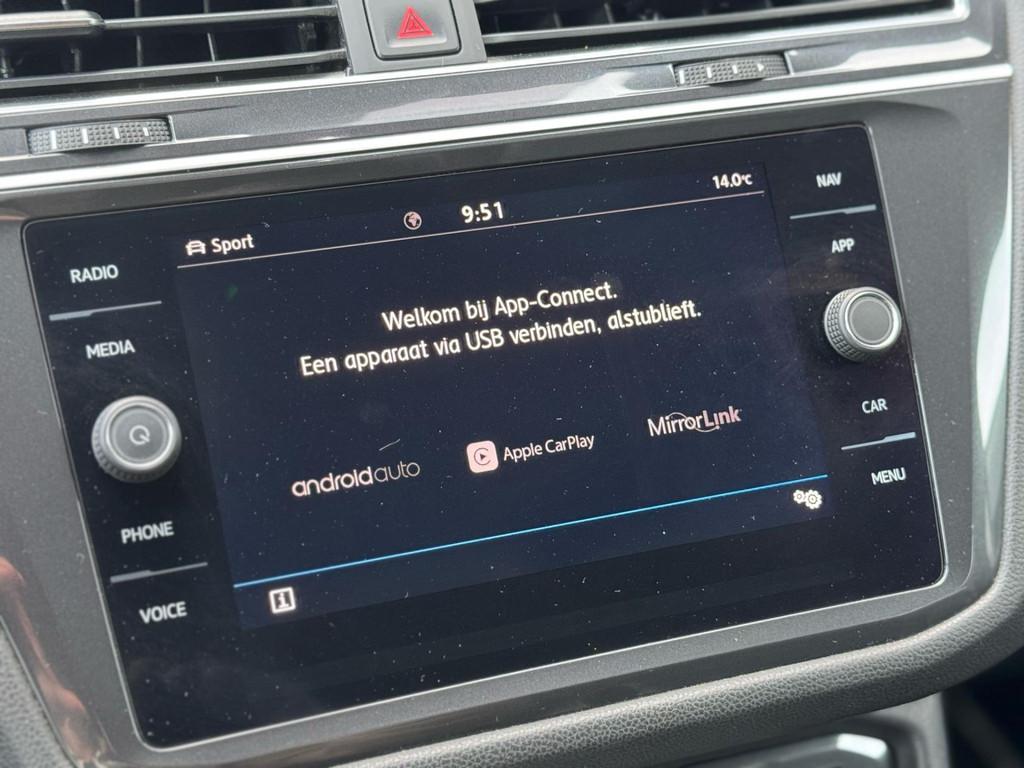 RADIO
MEDIA
PHONE
VOICE
Sport
9:51
14.0°C
Welkom bij App-Connect.
Een apparaat via USB verbinden, alstublieft.
androidauto
Apple CarPlay
MirrorLink
NAV
APP
CAR
MENU